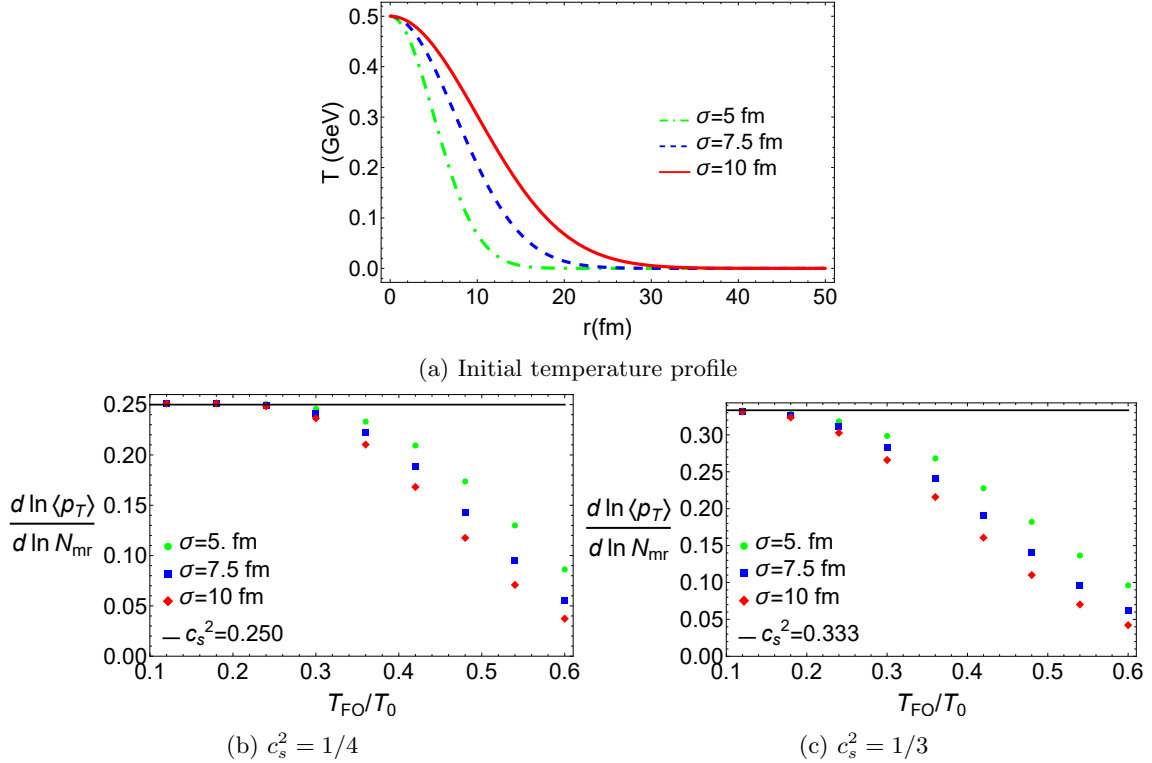 0.5
0.4
0.3
0.2
0.1
0.0
T (GeV)
σ=5 fm
σ=7.5 fm
σ=10 fm
0 10 20 30 40 50
r(fm)
(a) Initial temperature profile
0.25
0.20
0.15
0.10
0.05
0.00
d ln ⟨p_T⟩
d ln N_mr
σ=5. fm
σ=7.5 fm
σ=10 fm
c_s^2=0.250
0.1 0.2 0.3 0.4 0.5 0.6
T_FO/T_0
(b) c_s^2 = 1/4
0.30
0.25
0.20
0.15
0.10
0.05
0.00
d ln ⟨p_T⟩
d ln N_mr
σ=5. fm
σ=7.5 fm
σ=10 fm
c_s^2=0.333
0.1 0.2 0.3 0.4 0.5 0.6
T_FO/T_0
(c) c_s^2 = 1/3